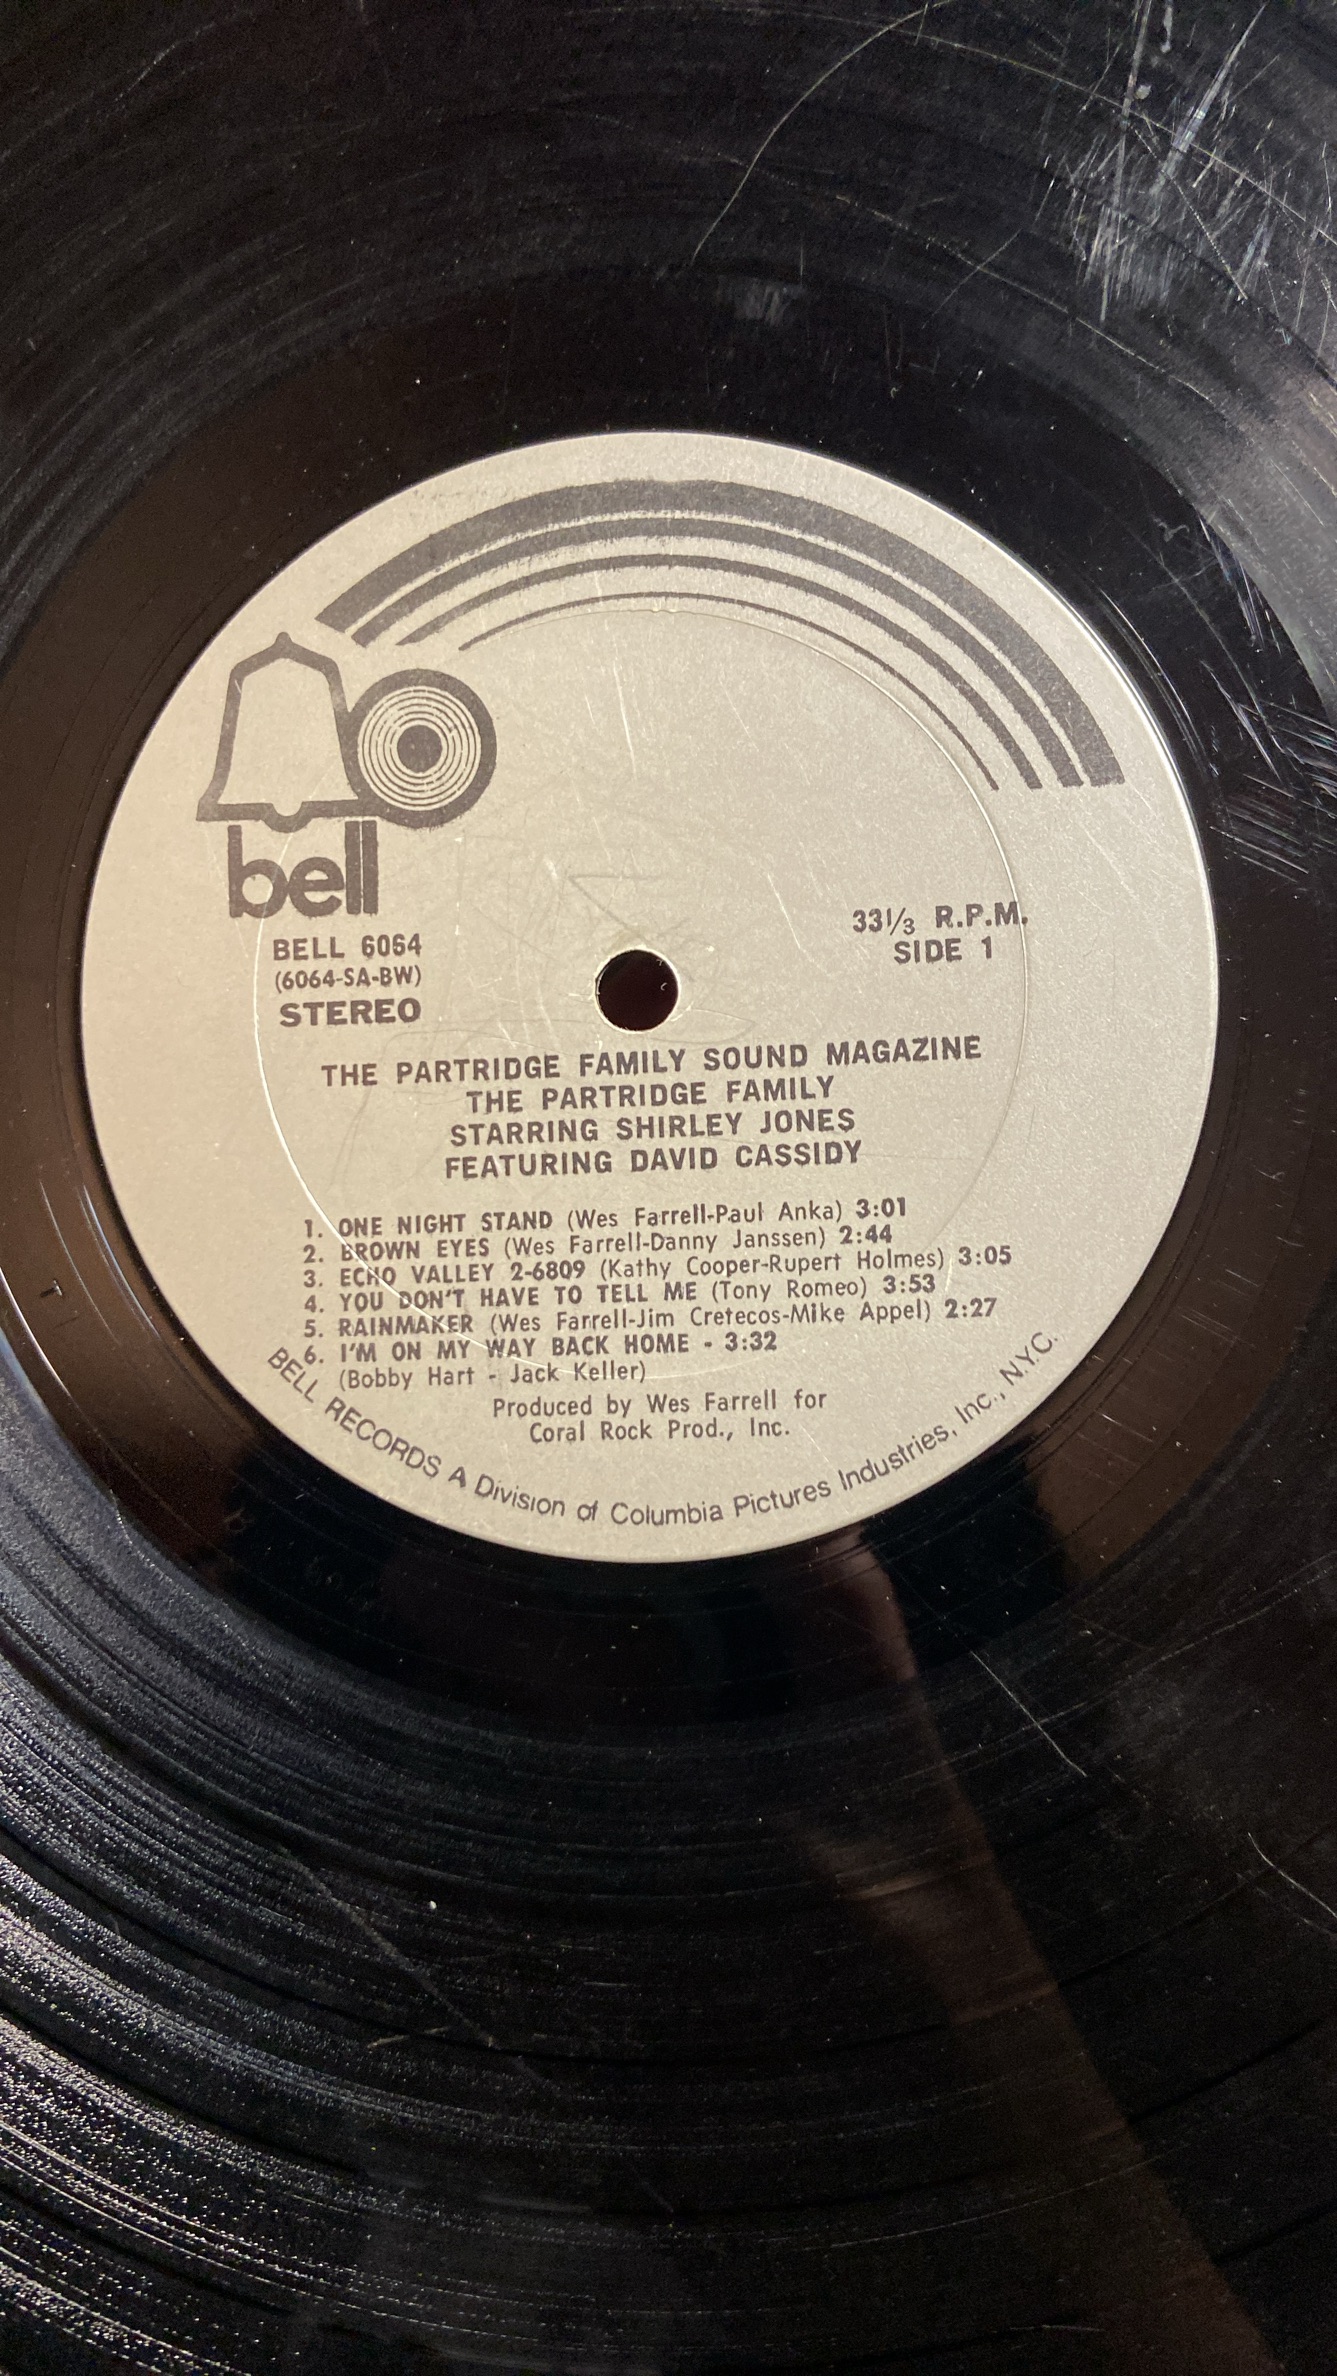 bell
BELL 6064
(6064-SA-BW)
STEREO
33 1/3 R.P.M.
SIDE 1
THE PARTRIDGE FAMILY SOUND MAGAZINE
THE PARTRIDGE FAMILY
STARRING SHIRLEY JONES
FEATURING DAVID CASSIDY
1. ONE NIGHT STAND (Wes Farrell-Paul Anka) 3:01
2. BROWN EYES (Wes Farrell-Danny Janssen) 2:44
3. ECHO VALLEY 2-6809 (Kathy Cooper-Rupert Holmes) 3:05
4. YOU DON'T HAVE TO TELL ME (Tony Romeo) 3:53
5. RAINMAKER (Wes Farrell-Jim Cretecos-Mike Appel) 2:27
6. I'M ON MY WAY BACK HOME - 3:32
(Bobby Hart - Jack Keller)
Produced by Wes Farrell for
Coral Rock Prod., Inc.
BELL RECORDS A Division of Columbia Pictures Industries, Inc., N.Y.C.